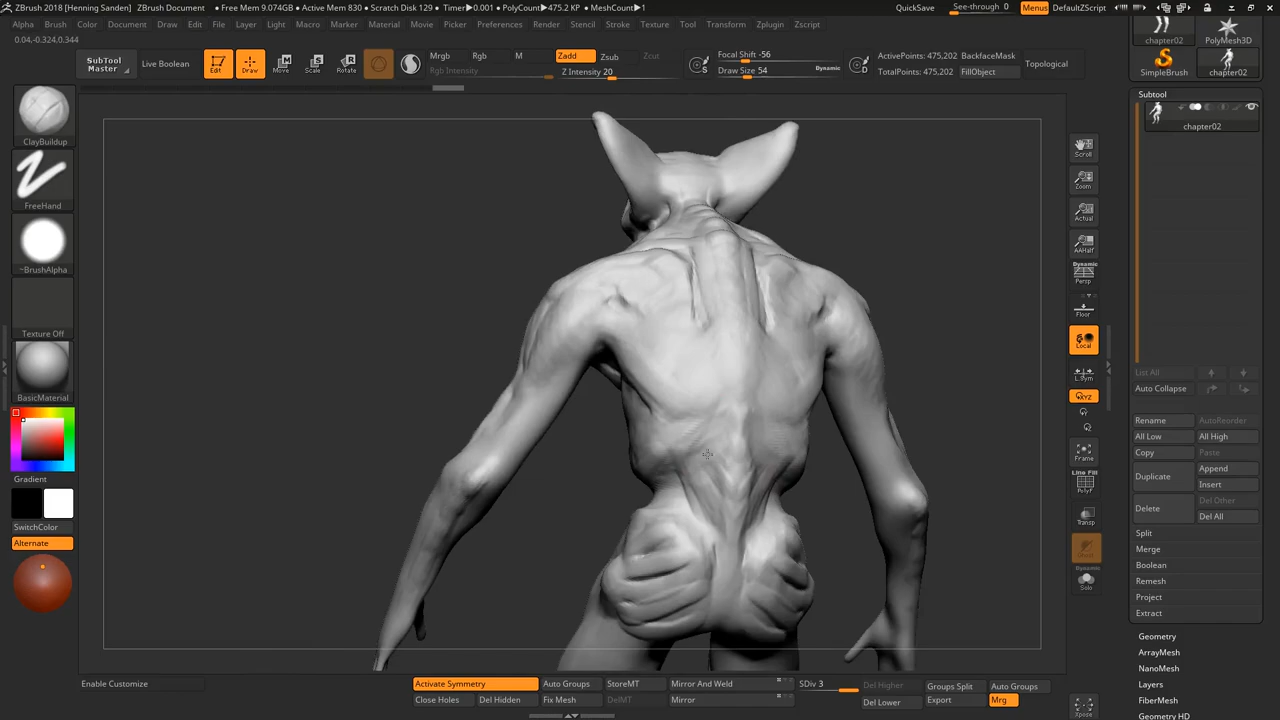 ZBrush 2018 [Henning Sanden]
ZBrush Document
● Free Mem 9.074GB ● Active Mem 830 ● Scratch Disk 129 ● Timer▶0.001 ● PolyCount▶475.2 KP ● MeshCount▶1
QuickSave
See-through 0
Menus
DefaultZScript
Alpha Brush Color Document Draw Edit File Layer Light Macro Marker Material Movie Picker Preferences Render Stencil Stroke Texture Tool Transform Zplugin Zscript
0.04,-0.324,0.344
SubTool
Master
Live Boolean
Edit
Draw
Move
Scale
Rotate
Mrgb
Rgb
M
Rgb Intensity
Zadd
Zsub
Zcut
Z Intensity 20
Focal Shift -56
Draw Size 54
Dynamic
ActivePoints: 475,202
TotalPoints: 475,202
BackfaceMask
FillObject
Topological
chapter02
PolyMesh3D
SimpleBrush
chapter02
ClayBuildup
FreeHand
~BrushAlpha
Texture Off
BasicMaterial
Gradient
SwitchColor
Alternate
Scroll
Zoom
Actual
AAHalf
Dynamic
Persp
Floor
Local
L.Sym
XYZ
Frame
Line Fill
PolyF
Transp
Ghost
Dynamic
Solo
Xpose
Subtool
chapter02
List All
Auto Collapse
Rename
AutoReorder
All Low
All High
Copy
Paste
Duplicate
Append
Insert
Delete
Del Other
Del All
Split
Merge
Boolean
Remesh
Project
Extract
Geometry
ArrayMesh
NanoMesh
Layers
FiberMesh
Geometry HD
Enable Customize
Activate Symmetry
Auto Groups
StoreMT
Mirror And Weld
SDiv 3
Del Higher
Groups Split
Auto Groups
Close Holes
Del Hidden
Fix Mesh
DelMT
Mirror
Del Lower
Export
Mrg